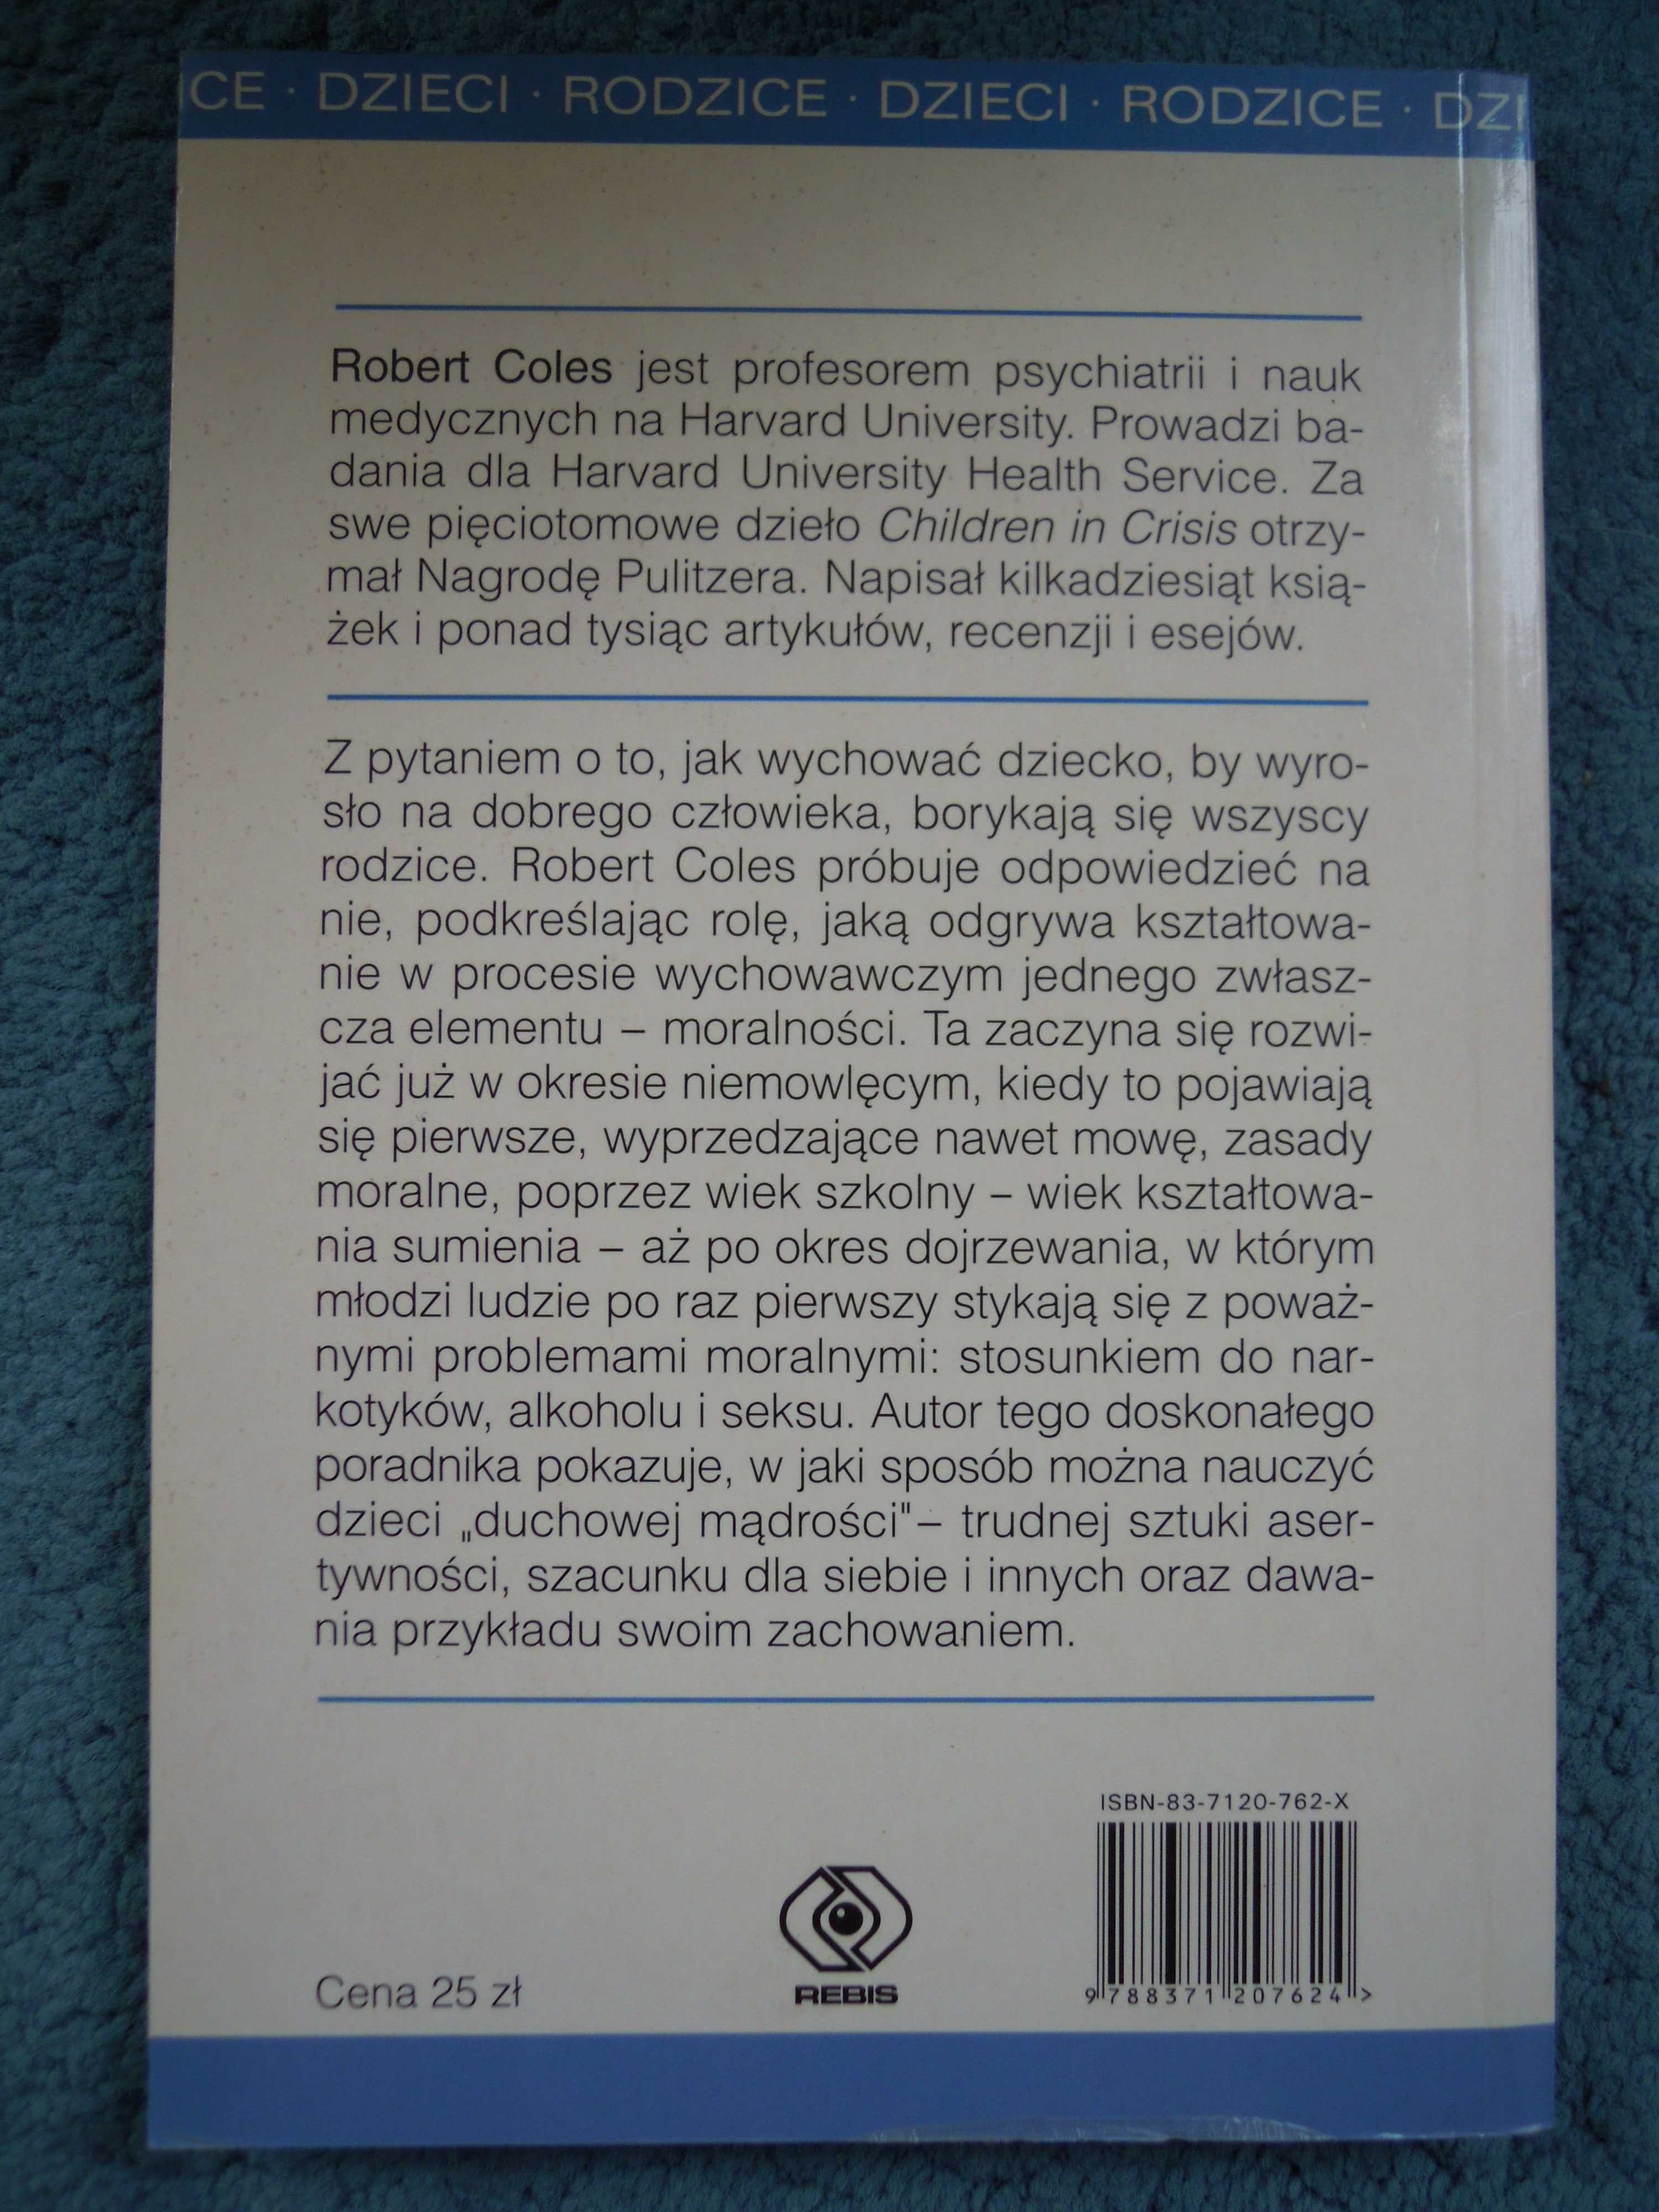 ICE · DZIECI · RODZICE · DZIECI · RODZICE · DZI
Robert Coles jest profesorem psychiatrii i nauk
medycznych na Harvard University. Prowadzi ba-
dania dla Harvard University Health Service. Za
swe pięciotomowe dzieło Children in Crisis otrzy-
mał Nagrodę Pulitzera. Napisał kilkadziesiąt ksią-
żek i ponad tysiąc artykułów, recenzji i esejów.
Z pytaniem o to, jak wychować dziecko, by wyro-
sło na dobrego człowieka, borykają się wszyscy
rodzice. Robert Coles próbuje odpowiedzieć na
nie, podkreślając rolę, jaką odgrywa kształtowa-
nie w procesie wychowawczym jednego zwłasz-
cza elementu – moralności. Ta zaczyna się rozwi-
jać już w okresie niemowlęcym, kiedy to pojawiają
się pierwsze, wyprzedzające nawet mowę, zasady
moralne, poprzez wiek szkolny – wiek kształtowa-
nia sumienia – aż po okres dojrzewania, w którym
młodzi ludzie po raz pierwszy stykają się z poważ-
nymi problemami moralnymi: stosunkiem do nar-
kotyków, alkoholu i seksu. Autor tego doskonałego
poradnika pokazuje, w jaki sposób można nauczyć
dzieci „duchowej mądrości"– trudnej sztuki aser-
tywności, szacunku dla siebie i innych oraz dawa-
nia przykładu swoim zachowaniem.
ISBN-83-7120-762-X
9 788371 207624 >
REBIS
Cena 25 zł